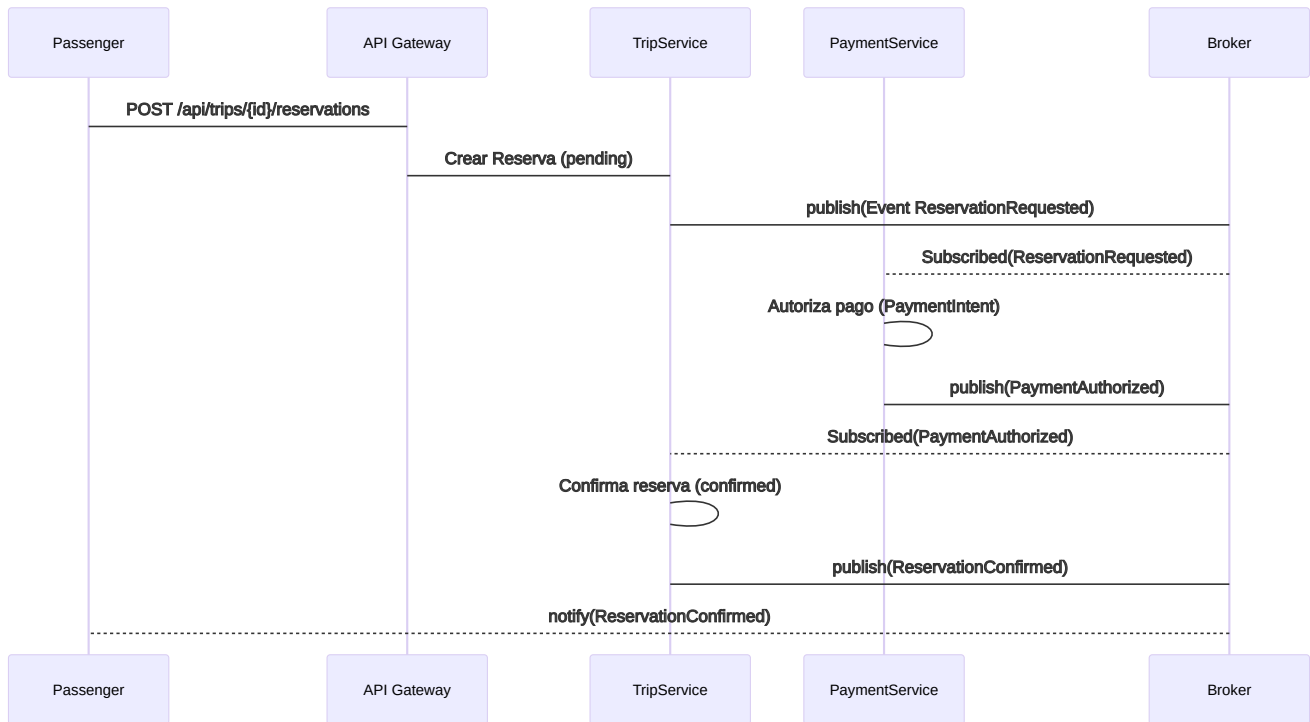 Passenger
API Gateway
TripService
PaymentService
Broker
POST /api/trips/{id}/reservations
Crear Reserva (pending)
publish(Event ReservationRequested)
Subscribed(ReservationRequested)
Autoriza pago (PaymentIntent)
publish(PaymentAuthorized)
Subscribed(PaymentAuthorized)
Confirma reserva (confirmed)
publish(ReservationConfirmed)
notify(ReservationConfirmed)
Passenger
API Gateway
TripService
PaymentService
Broker